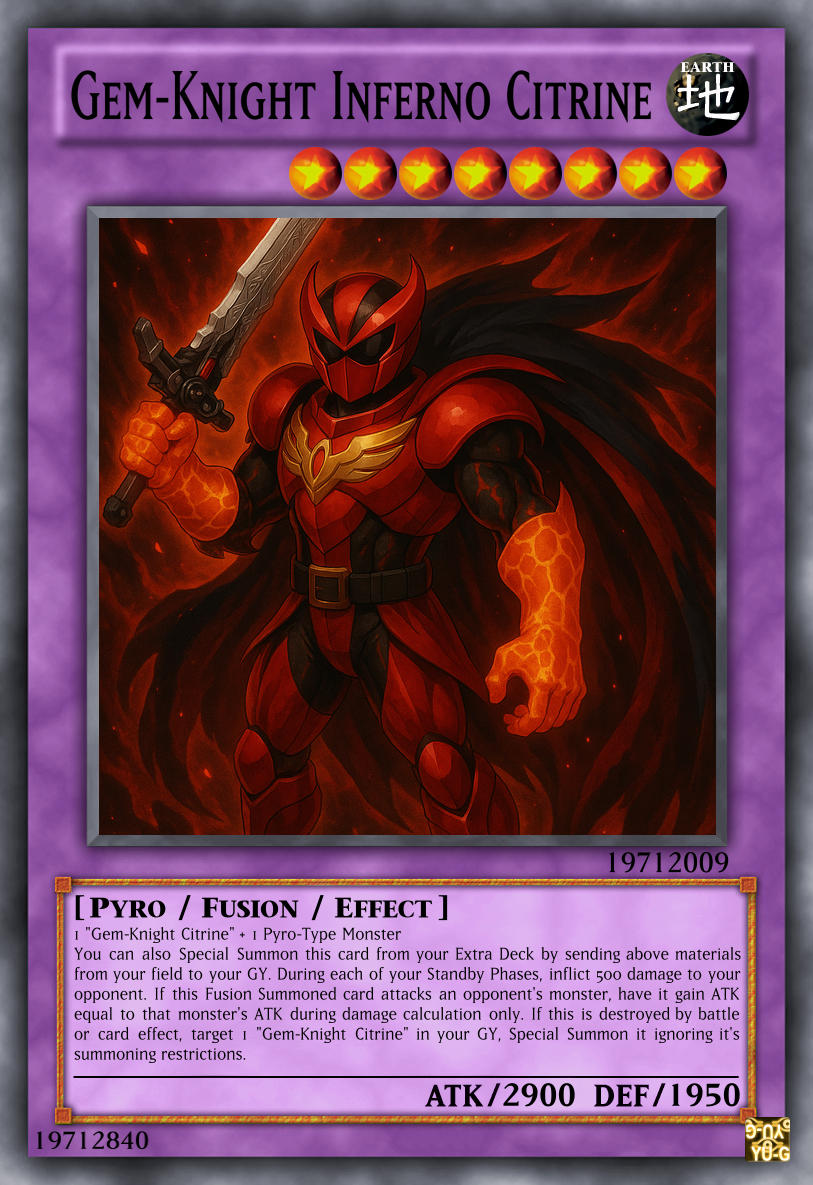 GEM-KNIGHT INFERNO CITRINE
EARTH
地
19712009
[ PYRO / FUSION / EFFECT ]
1 "Gem-Knight Citrine" + 1 Pyro-Type Monster
You can also Special Summon this card from your Extra Deck by sending above materials
from your field to your GY. During each of your Standby Phases, inflict 500 damage to your
opponent. If this Fusion Summoned card attacks an opponent's monster, have it gain ATK
equal to that monster's ATK during damage calculation only. If this is destroyed by battle
or card effect, target 1 "Gem-Knight Citrine" in your GY, Special Summon it ignoring it's
summoning restrictions.
ATK/2900 DEF/1950
19712840